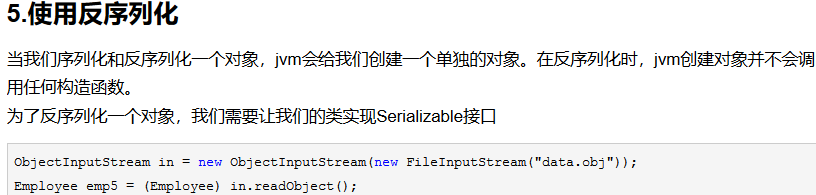 5.使用反序列化
当我们序列化和反序列化一个对象，jvm会给我们创建一个单独的对象。在反序列化时，jvm创建对象并不会调
用任何构造函数。
为了反序列化一个对象，我们需要让我们的类实现Serializable接口
ObjectInputStream in = new ObjectInputStream(new FileInputStream("data.obj"));
Employee emp5 = (Employee) in.readObject();